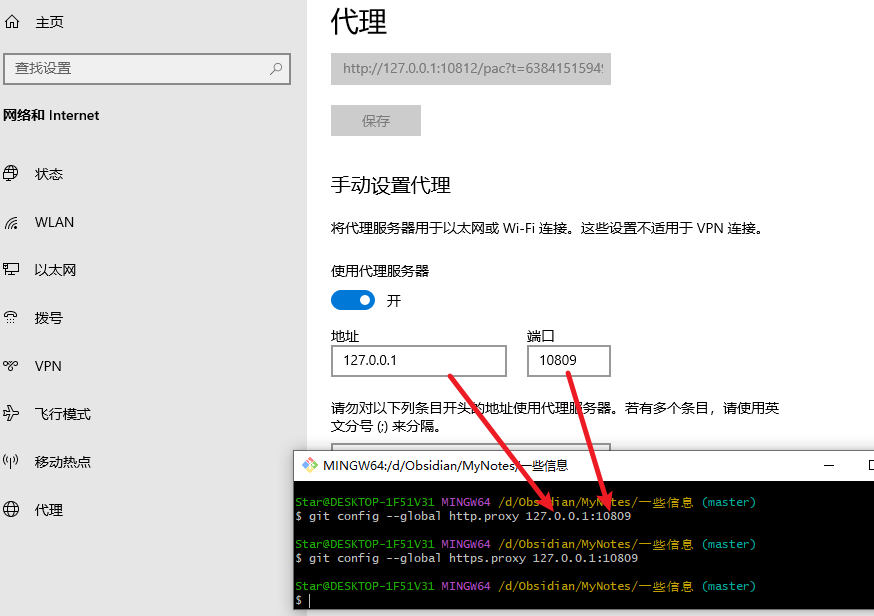 主页
查找设置
网络和 Internet
状态
WLAN
以太网
拨号
VPN
飞行模式
移动热点
代理
代理
http://127.0.0.1:10812/pac?t=6384151594
保存
手动设置代理
将代理服务器用于以太网或 Wi-Fi 连接。这些设置不适用于 VPN 连接。
使用代理服务器
开
地址 端口
127.0.0.1 10809
请勿对以下列条目开头的地址使用代理服务器。若有多个条目，请使用英
文分号 (;) 来分隔。
MINGW64:/d/Obsidian/MyNotes/一些信息
Star@DESKTOP-1F51V31 MINGW64 /d/Obsidian/MyNotes/一些信息 (master)
$ git config --global http.proxy 127.0.0.1:10809
Star@DESKTOP-1F51V31 MINGW64 /d/Obsidian/MyNotes/一些信息 (master)
$ git config --global https.proxy 127.0.0.1:10809
Star@DESKTOP-1F51V31 MINGW64 /d/Obsidian/MyNotes/一些信息 (master)
$